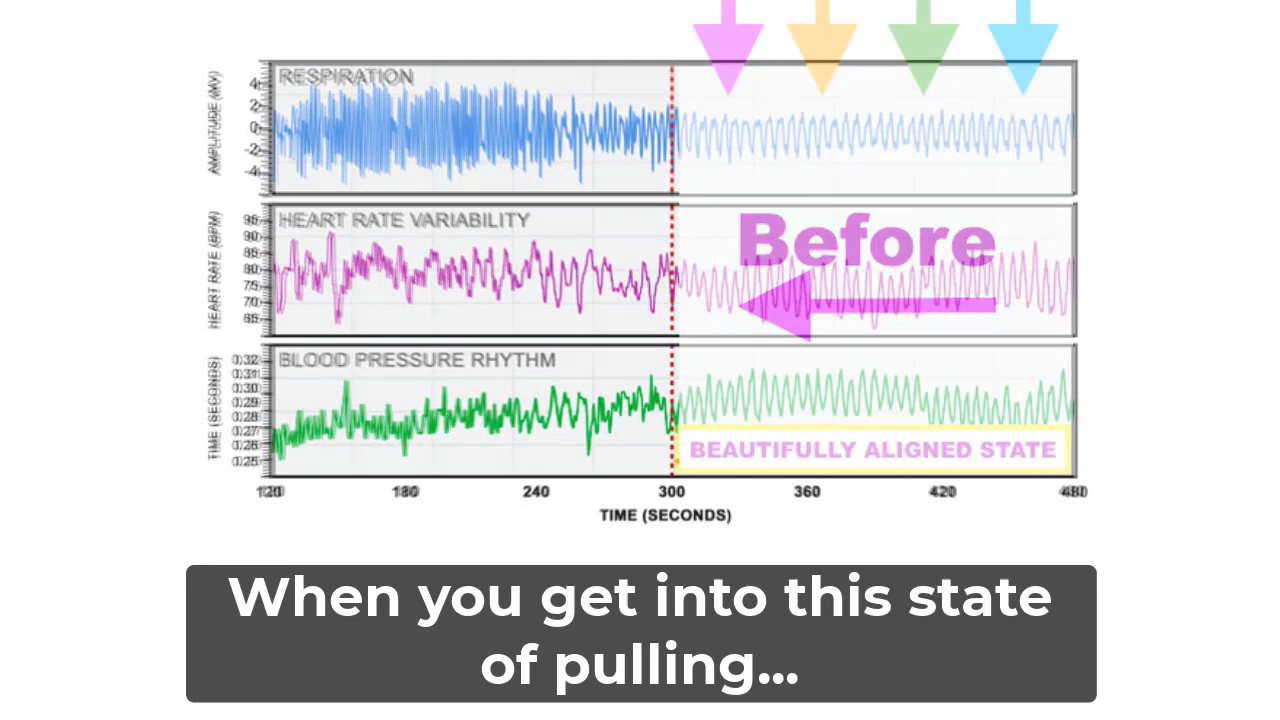 RESPIRATION
AMPLITUDE (MV)
4
2
0
-2
-4
HEART RATE VARIABILITY
HEART RATE (BPM)
95
90
85
80
75
70
65
Before
BLOOD PRESSURE RHYTHM
TIME (SECONDS)
0.32
0.31
0.30
0.29
0.28
0.27
0.26
0.25
BEAUTIFULLY ALIGNED STATE
120 180 240 300 360 420 480
TIME (SECONDS)
When you get into this state
of pulling...